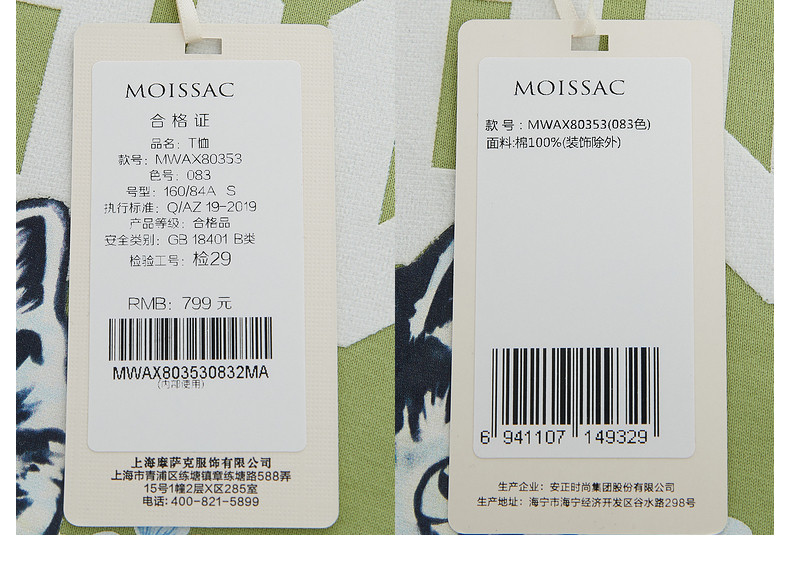 MOISSAC
合格证
品名：T恤
款号：MWAX80353
色号：083
号型：160/84A S
执行标准：Q/AZ 19-2019
产品等级：合格品
安全类别：GB 18401 B类
检验工号：检29
RMB：799 元
MWAX803530832MA
(内部使用)
上海摩萨克服饰有限公司
上海市青浦区练塘镇章练塘路588弄
15号1幢2层X区285室
电话：400-821-5899
MOISSAC
款 号：MWAX80353(083色)
面料:棉100%(装饰除外)
6 941107 149329
生产企业：安正时尚集团股份有限公司
生产地址：海宁市海宁经济开发区谷水路298号